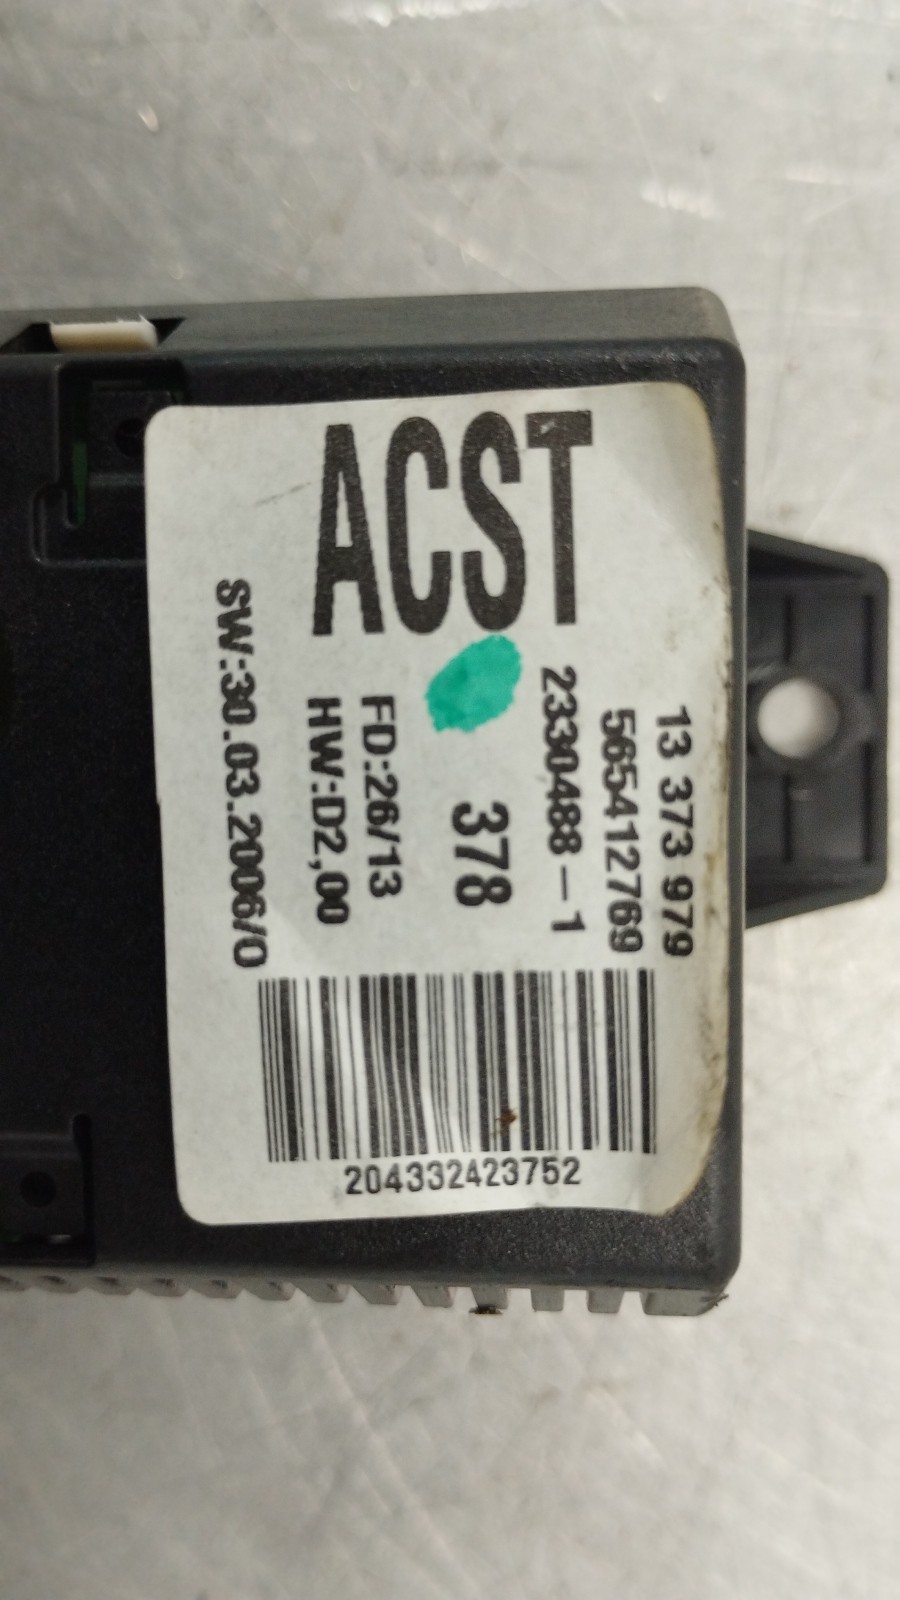 ACST
13 373 979
565412769
2330488-1
378
FD:26/13
HW:D2,00
SW:30.03.2006/0
204332423752